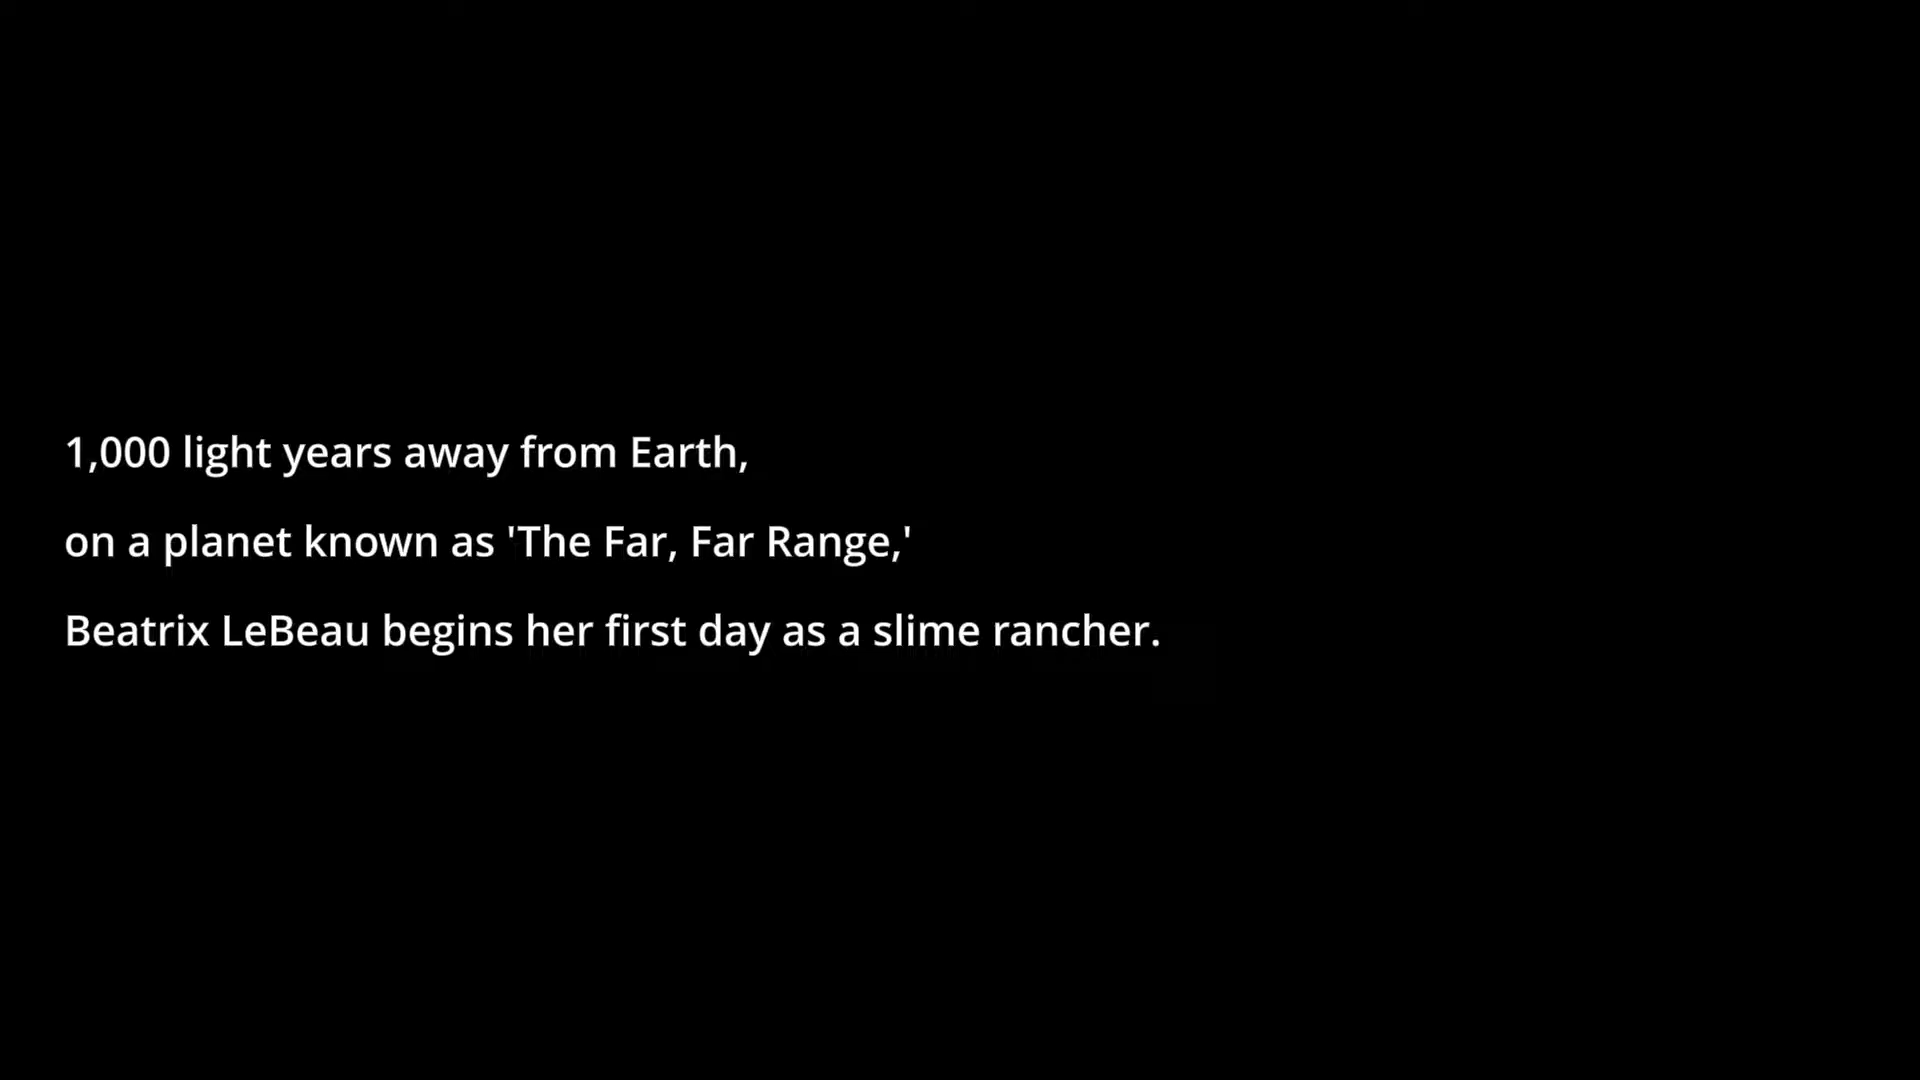 1,000 light years away from Earth,
on a planet known as 'The Far, Far Range,'
Beatrix LeBeau begins her first day as a slime rancher.